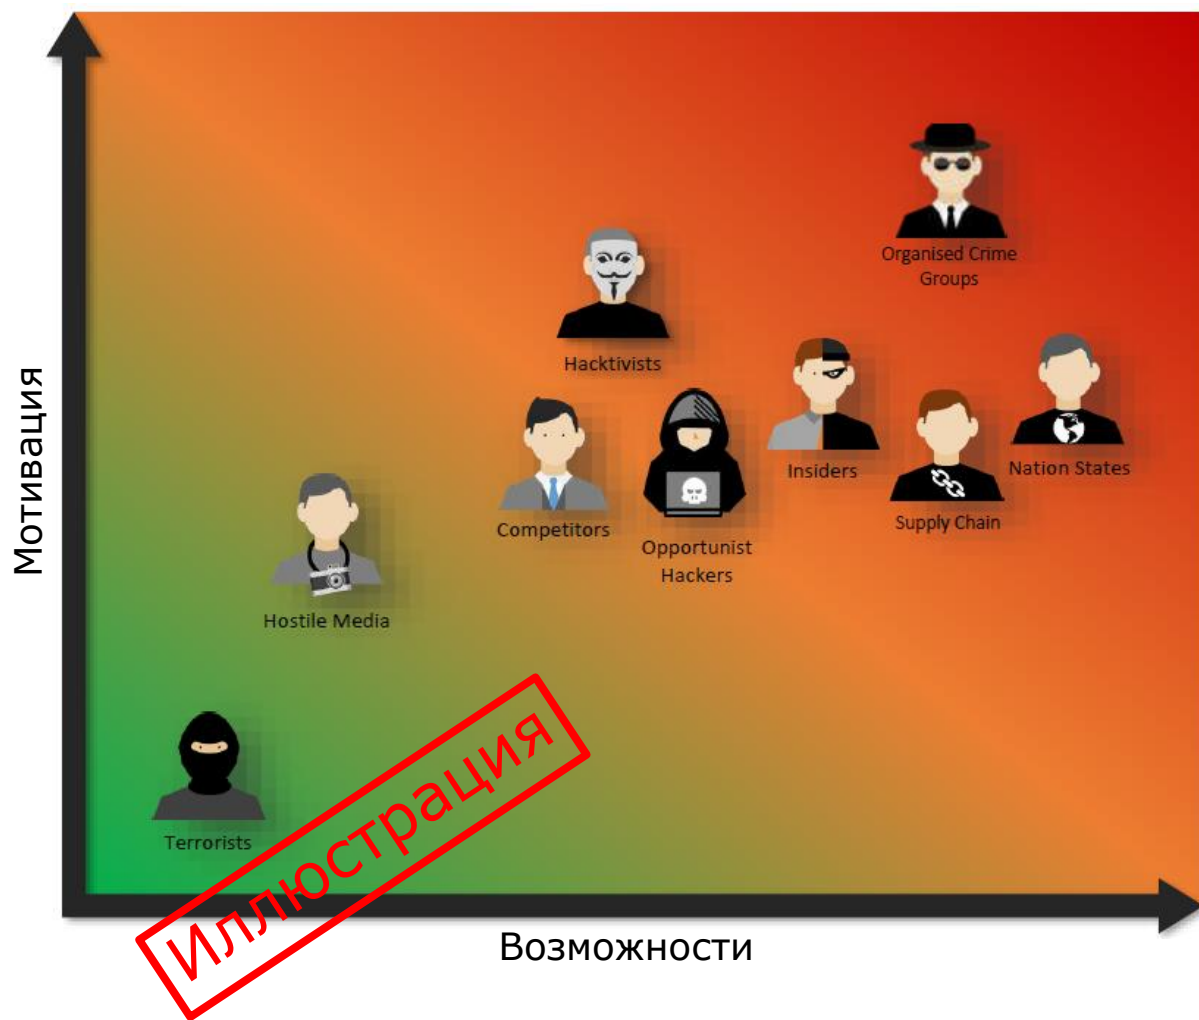 Мотивация
Organised Crime
Groups
Hacktivists
Insiders
Nation States
Supply Chain
Competitors
Opportunist
Hackers
Hostile Media
Terrorists
Иллюстрация
Возможности